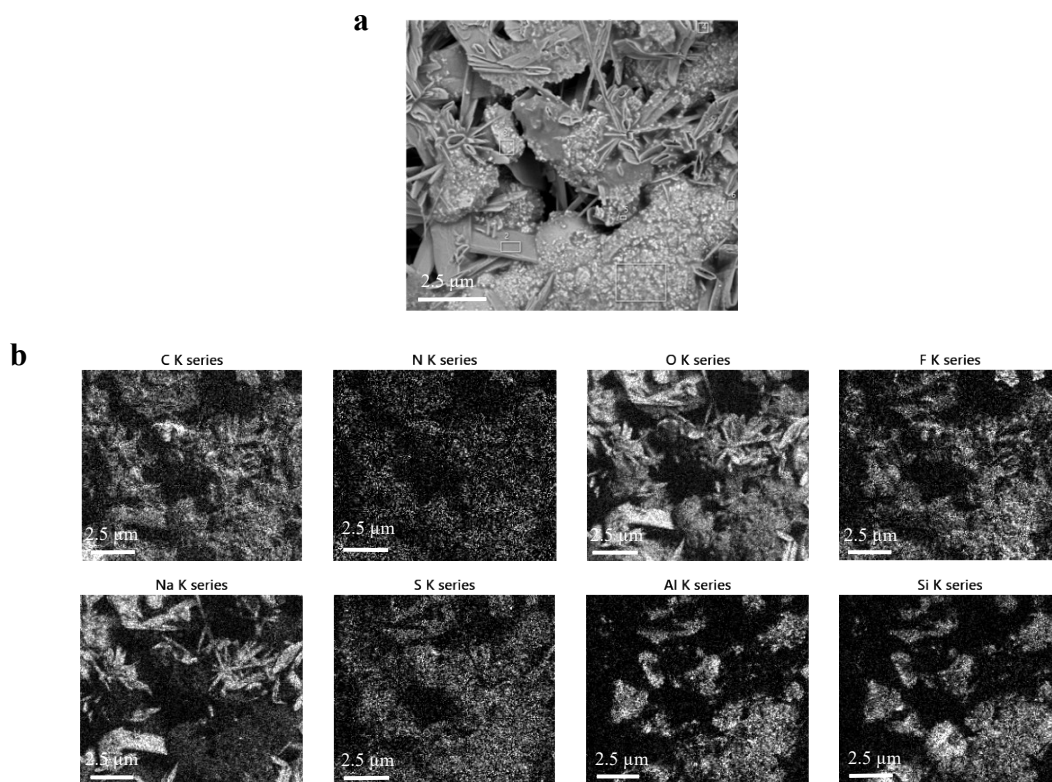 a
2
2.5 μm
b
C K series
N K series
O K series
F K series
2.5 μm
2.5 μm
2.5 μm
2.5 μm
Na K series
S K series
Al K series
Si K series
2.5 μm
2.5 μm
2.5 μm
2.5 μm